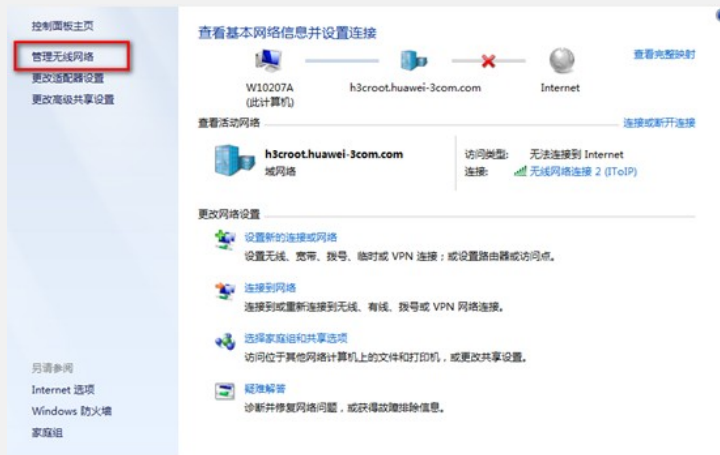 控制面板主页
管理无线网络
更改适配器设置
更改高级共享设置
查看基本网络信息并设置连接
查看完整映射
W10207A
(此计算机)
h3croot.huawei-3com.com
Internet
查看活动网络
连接或断开连接
h3croot.huawei-3com.com
域网络
访问类型: 无法连接到 Internet
连接: 无线网络连接 2 (IToIP)
更改网络设置
设置新的连接或网络
设置无线、宽带、拨号、临时或 VPN 连接；或设置路由器或访问点。
连接到网络
连接到或重新连接到无线、有线、拨号或 VPN 网络连接。
选择家庭组和共享选项
访问位于其他网络计算机上的文件和打印机，或更改共享设置。
疑难解答
诊断并修复网络问题，或获得故障排除信息。
另请参阅
Internet 选项
Windows 防火墙
家庭组